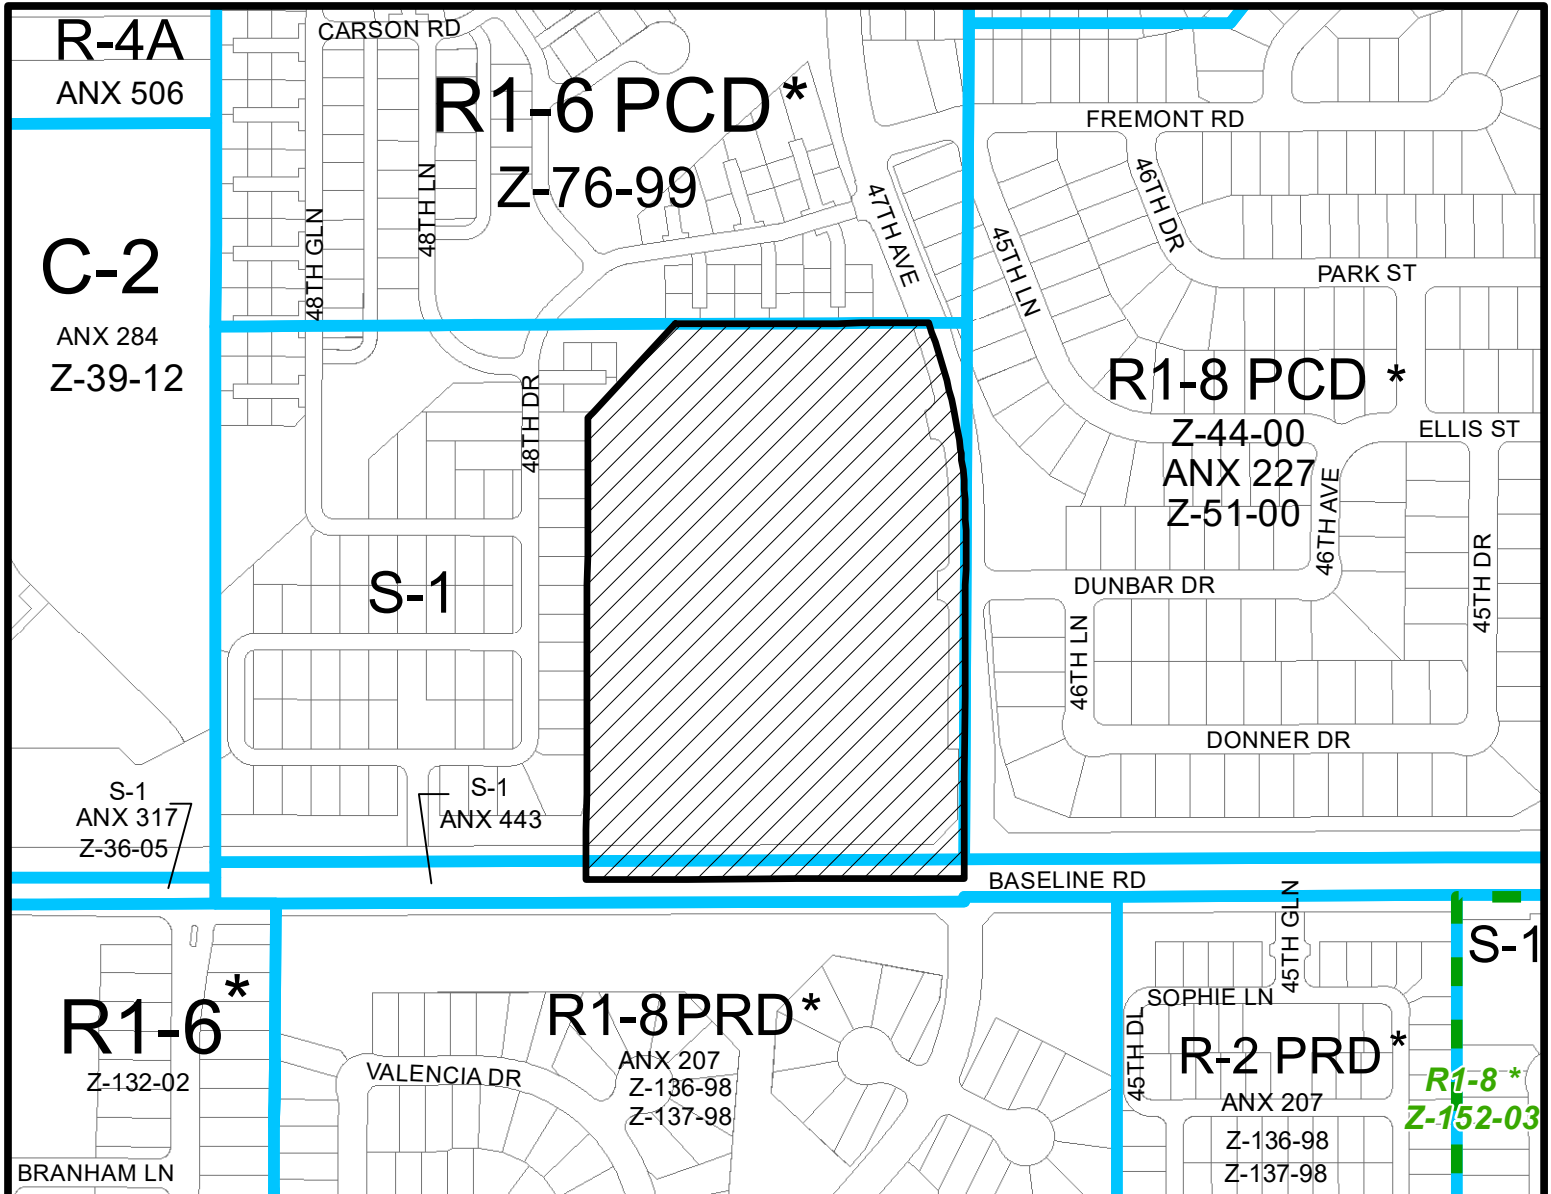 R-4A
ANX 506
CARSON RD
R1-6 PCD *
Z-76-99
FREMONT RD
46TH DR
47TH AVE
48TH LN
48TH GLN
45TH LN
C-2
ANX 284
Z-39-12
PARK ST
R1-8 PCD *
Z-44-00
ANX 227
Z-51-00
ELLIS ST
48TH DR
46TH AVE
45TH DR
S-1
DUNBAR DR
46TH LN
DONNER DR
S-1
ANX 317
Z-36-05
S-1
ANX 443
BASELINE RD
45TH GLN
S-1
R1-6 *
Z-132-02
R1-8 PRD *
ANX 207
Z-136-98
Z-137-98
VALENCIA DR
SOPHIE LN
45TH DL
R-2 PRD *
ANX 207
Z-136-98
Z-137-98
R1-8 *
Z-152-03
BRANHAM LN